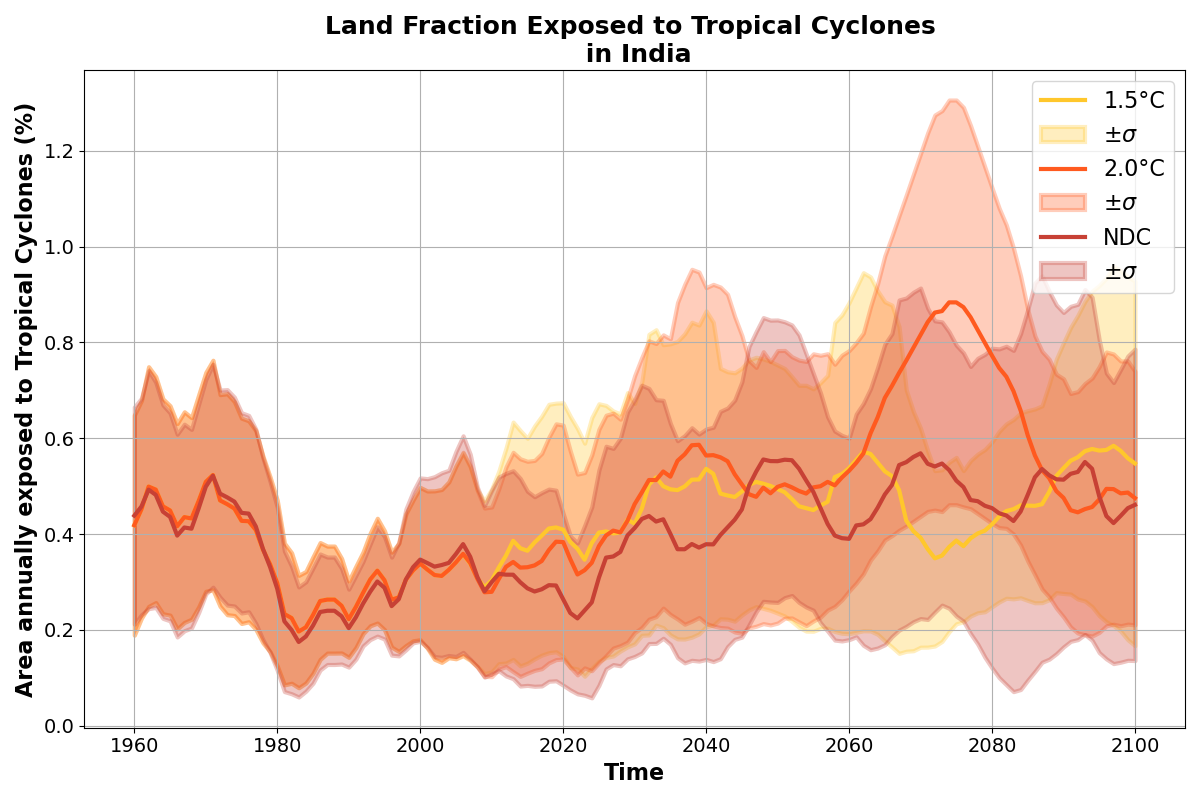 Land Fraction Exposed to Tropical Cyclones
in India
Area annually exposed to Tropical Cyclones (%)
1.2
1.0
0.8
0.6
0.4
0.2
0.0
1.5°C
±σ
2.0°C
±σ
NDC
±σ
1960 1980 2000 2020 2040 2060 2080 2100
Time